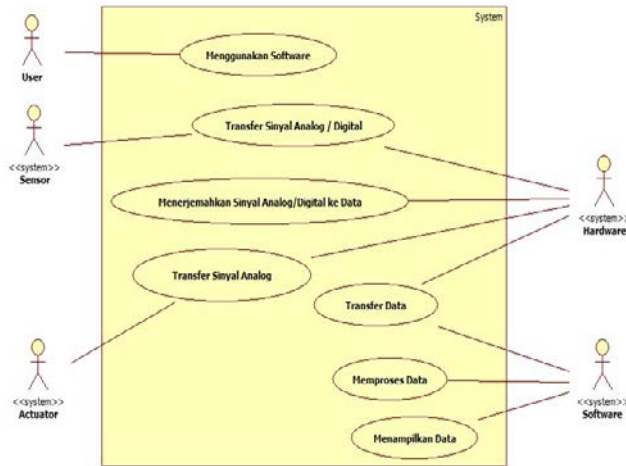 System
Menggunakan Software
User
Transfer Sinyal Analog / Digital
<<system>>
Sensor
Menerjemahkan Sinyal Analog/Digital ke Data
<<system>>
Hardware
Transfer Sinyal Analog
Transfer Data
Memproses Data
<<system>>
Actuator
<<system>>
Software
Menampilkan Data